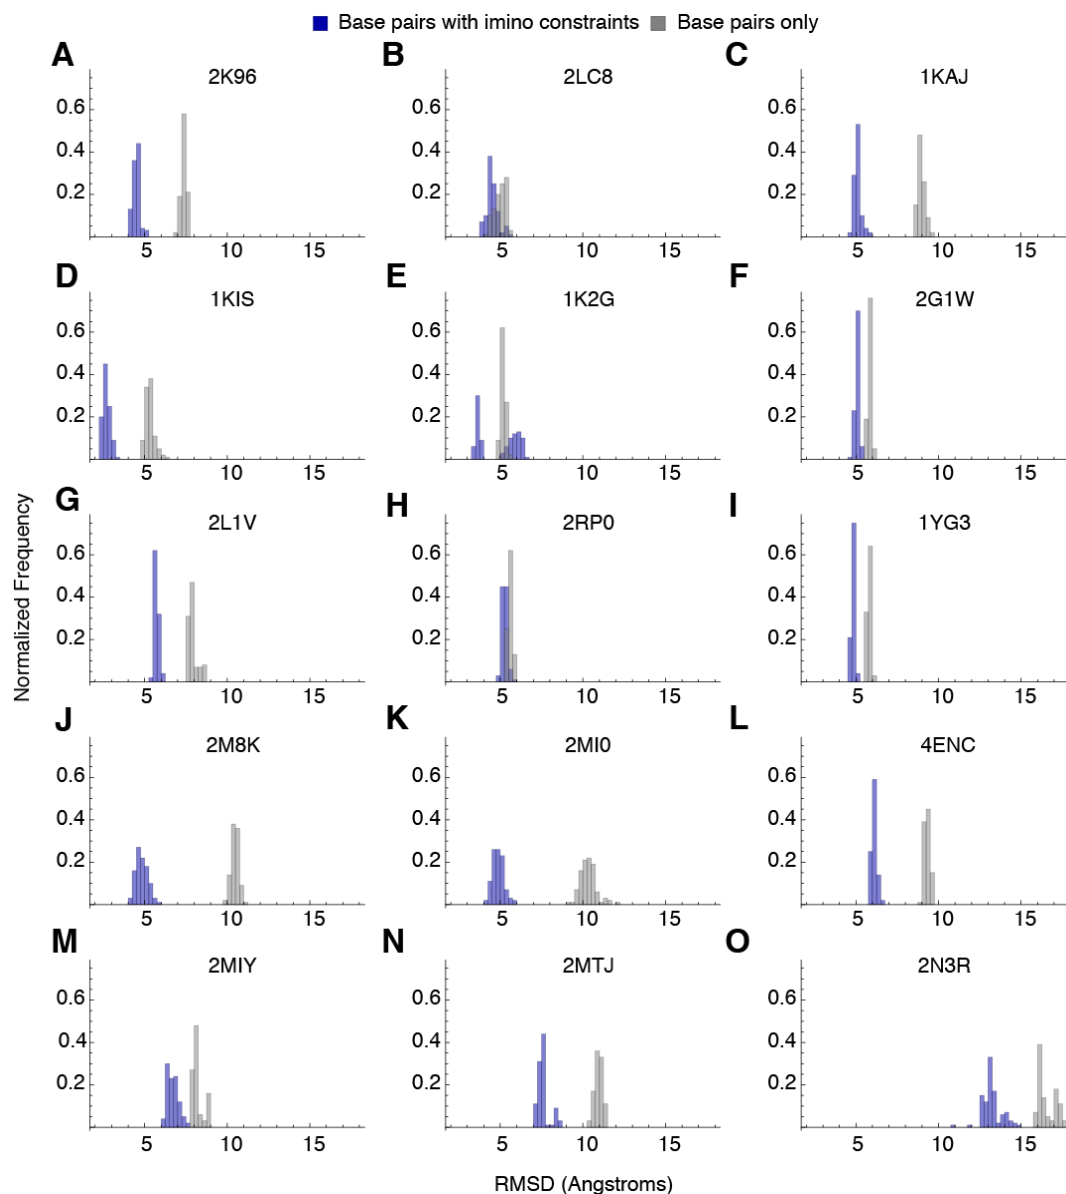 Base pairs with imino constraints Base pairs only
A B C
2K96 2LC8 1KAJ
0.6 0.6 0.6
0.4 0.4 0.4
0.2 0.2 0.2
5 10 15 5 10 15 5 10 15
D E F
1KIS 1K2G 2G1W
0.6 0.6 0.6
0.4 0.4 0.4
0.2 0.2 0.2
5 10 15 5 10 15 5 10 15
G H I
2L1V 2RP0 1YG3
0.6 0.6 0.6
0.4 0.4 0.4
0.2 0.2 0.2
5 10 15 5 10 15 5 10 15
Normalized Frequency
J K L
2M8K 2MI0 4ENC
0.6 0.6 0.6
0.4 0.4 0.4
0.2 0.2 0.2
5 10 15 5 10 15 5 10 15
M N O
2MIY 2MTJ 2N3R
0.6 0.6 0.6
0.4 0.4 0.4
0.2 0.2 0.2
5 10 15 5 10 15 5 10 15
RMSD (Angstroms)